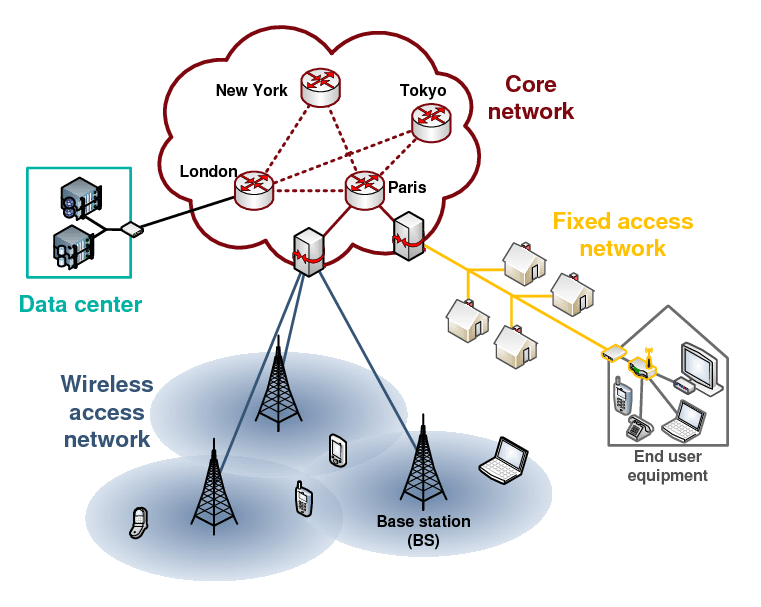 New York
Tokyo
Core
network
London
Paris
Fixed access
network
Data center
Wireless
access
network
End user
equipment
Base station
(BS)